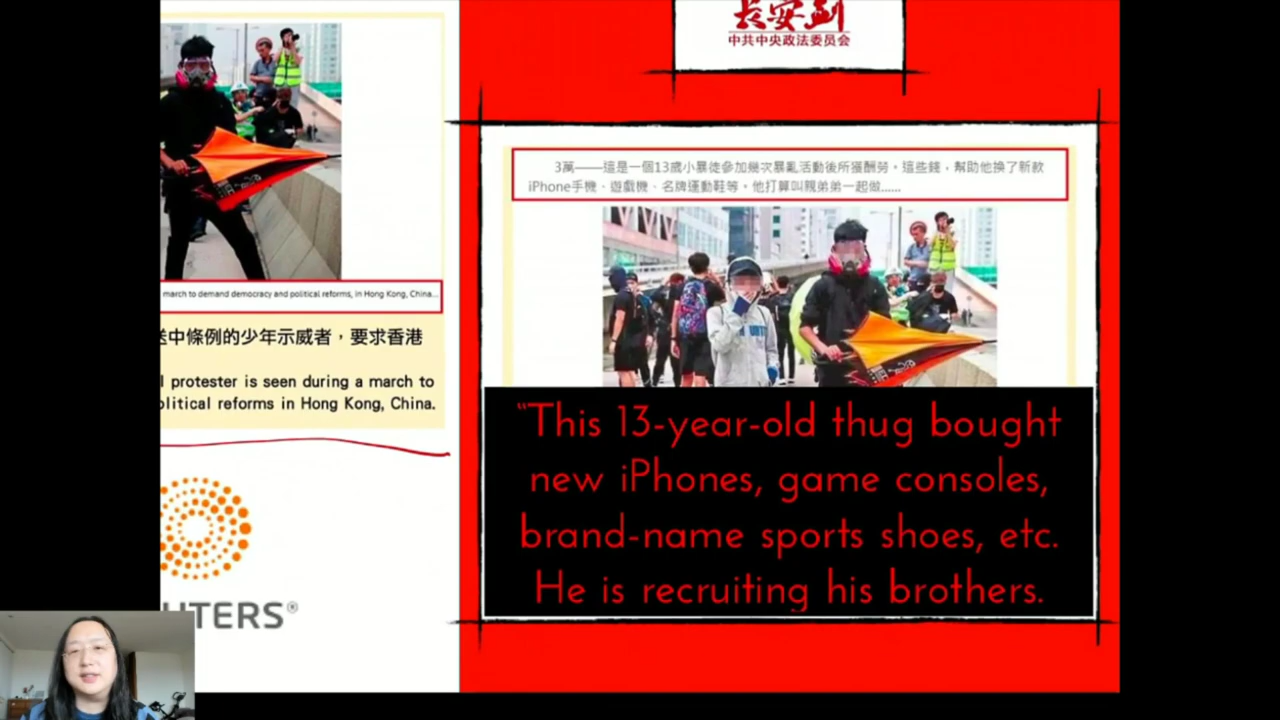 march to demand democracy and political reforms, in Hong Kong, China...
送中條例的少年示威者，要求香港
l protester is seen during a march to
olitical reforms in Hong Kong, China.
UTERS®
長安劍
中共中央政法委员会
3萬——這是一個13歲小暴徒參加幾次暴亂活動後所獲酬勞。這些錢，幫助他換了新款
iPhone手機、遊戲機、名牌運動鞋等。他打算叫親弟弟一起做......
“This 13-year-old thug bought
new iPhones, game consoles,
brand-name sports shoes, etc.
He is recruiting his brothers.